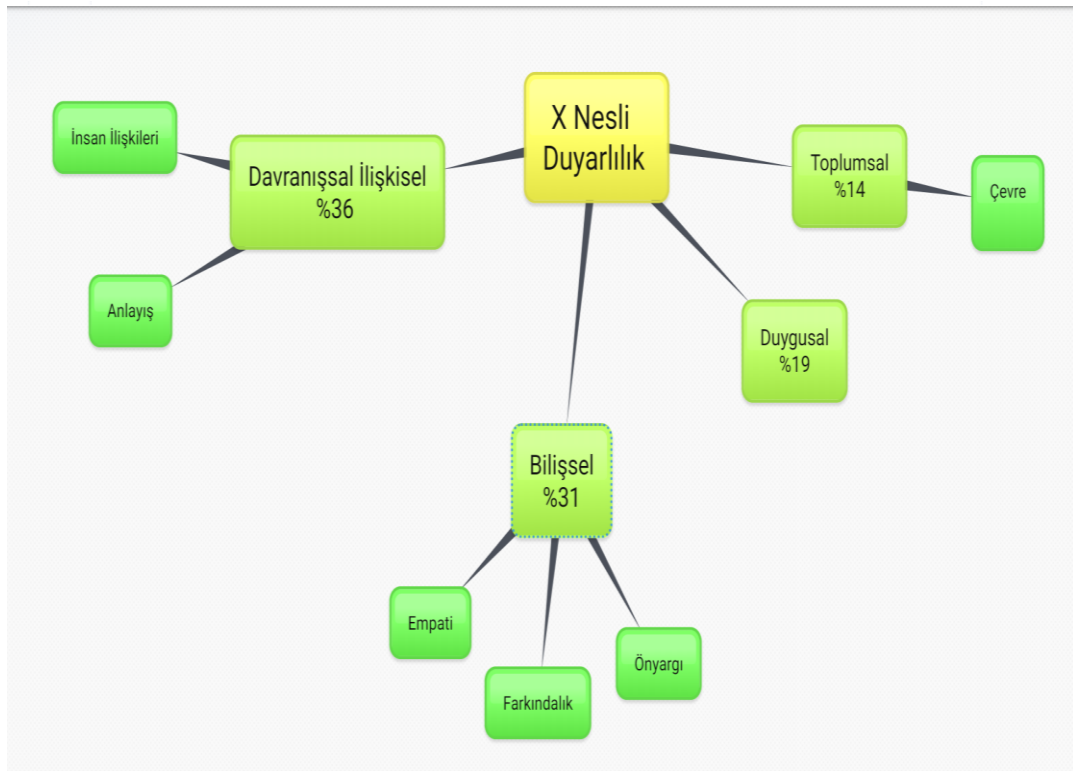 X Nesli
Duyarlılık
İnsan İlişkileri
Davranışsal İlişkisel
%36
Anlayış
Toplumsal
%14
Çevre
Duygusal
%19
Bilişsel
%31
Empati
Farkındalık
Önyargı